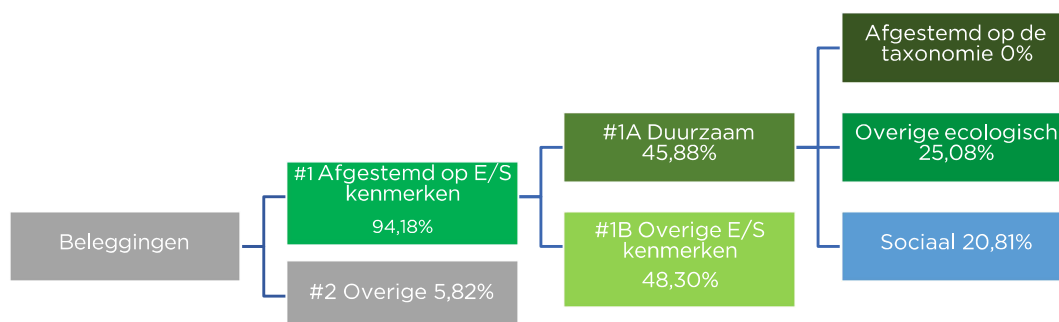 Beleggingen
#1 Afgestemd op E/S
kenmerken
94,18%
#2 Overige 5,82%
#1A Duurzaam
45,88%
#1B Overige E/S
kenmerken
48,30%
Afgestemd op de
taxonomie 0%
Overige ecologisch
25,08%
Sociaal 20,81%